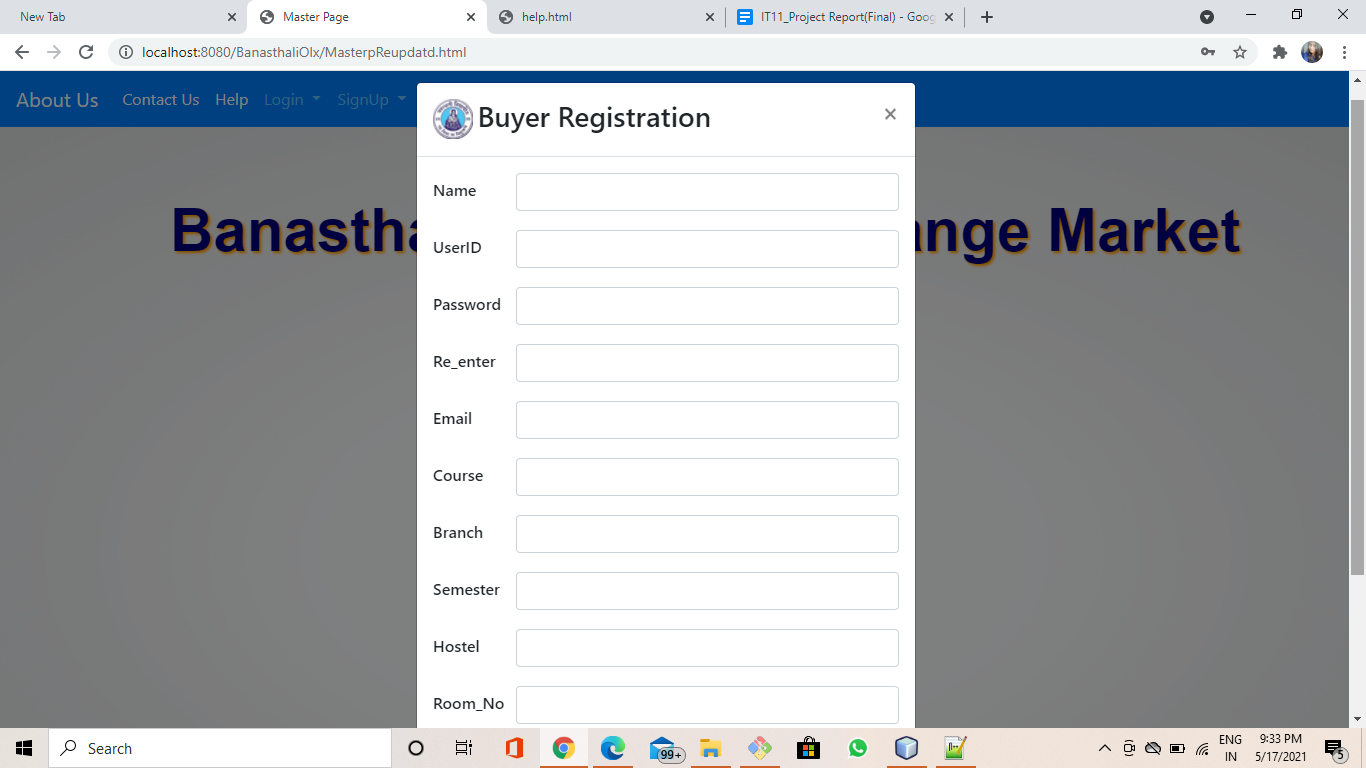 New Tab
Master Page
help.html
IT11_Project Report(Final) - Goog
localhost:8080/BanasthaliOlx/MasterpReupdatd.html
About Us Contact Us Help Login SignUp
Buyer Registration
×
Banastha
ange Market
Name
UserID
Password
Re_enter
Email
Course
Branch
Semester
Hostel
Room_No
Search
99+
ENG
IN
9:33 PM
5/17/2021
5